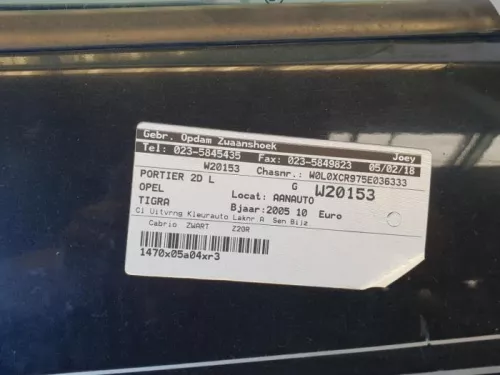 Gebr. Opdam Zwaanshoek
Tel: 023-5845435 Fax: 023-5849823 05/02/18 Joey
W20153 Chasnr.: W0L0XCR975E036333
PORTIER 2D L G W20153
OPEL Locat: AANAUTO
TIGRA Bjaar:2005 10 Euro
Cl Uitvrng Kleurauto Laknr.A Sen Bijz
Cabrio ZWART Z20R
1470x05a04xr3